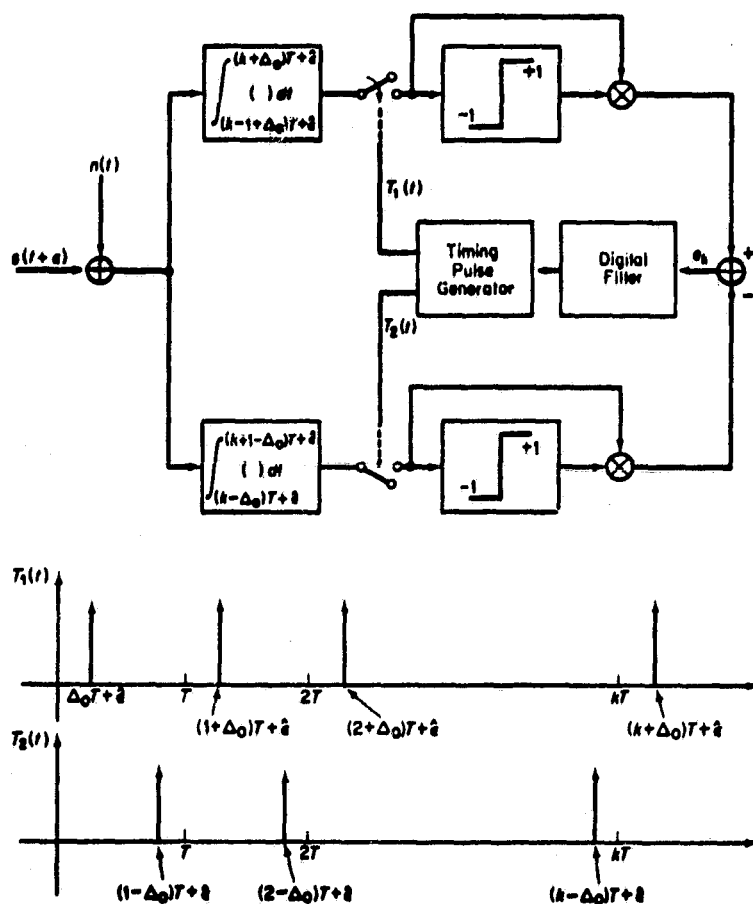 (k+Δ₀)T+ε̂
( ) dt
(k-1+Δ₀)T+ε̂
+1
-1
n(t)
T₁(t)
s(t+ε)
Timing
Pulse
Generator
Digital
Filter
eₖ
+
-
T₂(t)
(k+1-Δ₀)T+ε̂
( ) dt
(k-Δ₀)T+ε̂
+1
-1
T₁(t)
T
2T
kT
Δ₀T+ε̂
(1+Δ₀)T+ε̂
(2+Δ₀)T+ε̂
(k+Δ₀)T+ε̂
T₂(t)
T
2T
kT
(1-Δ₀)T+ε̂
(2-Δ₀)T+ε̂
(k-Δ₀)T+ε̂